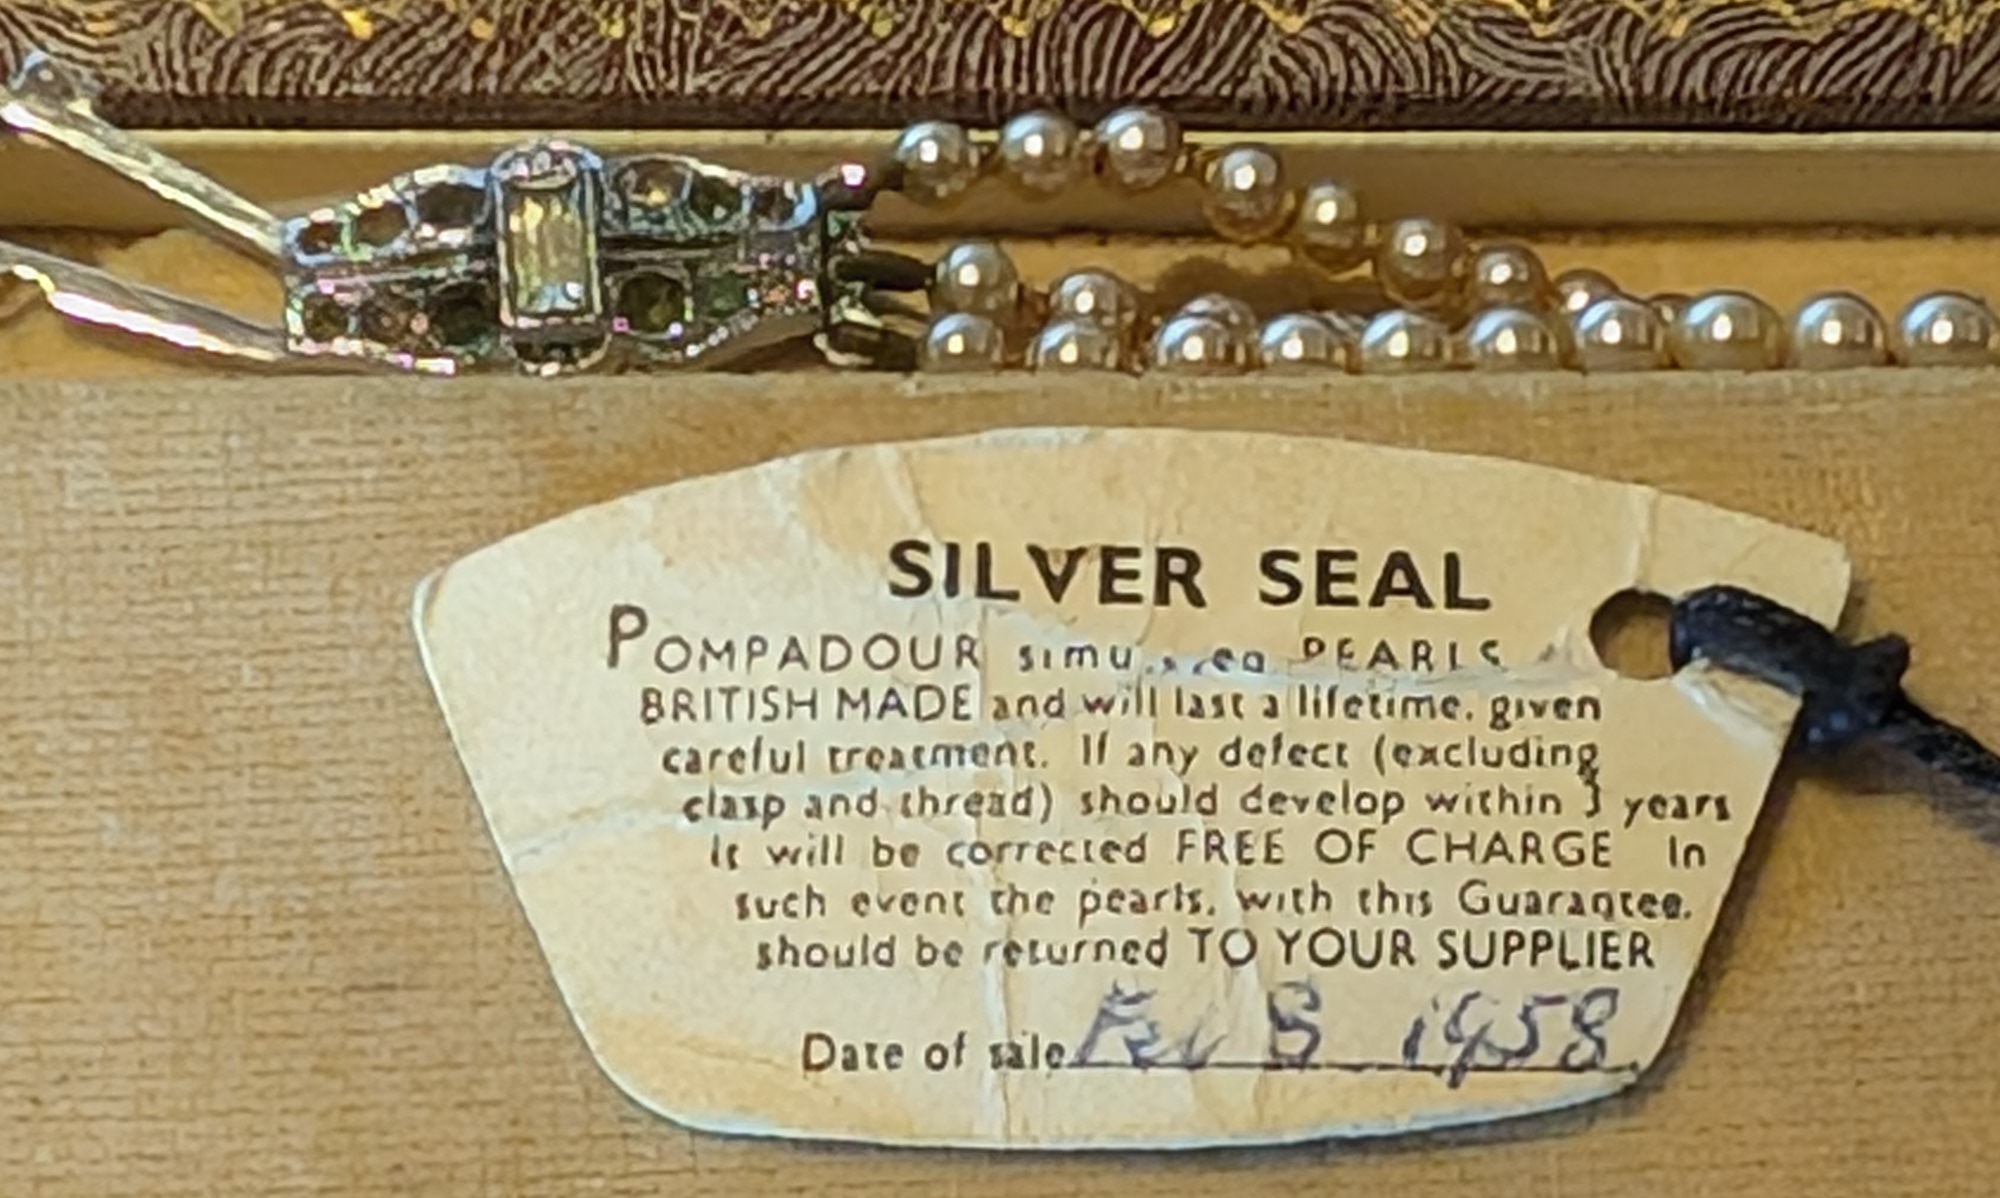 SILVER SEAL
POMPADOUR simulated PEARLS
BRITISH MADE and will last a lifetime, given
careful treatment. If any defect (excluding
clasp and thread) should develop within 3 years
it will be corrected FREE OF CHARGE In
such event the pearls, with this Guarantee,
should be returned TO YOUR SUPPLIER
Date of sale Feb 8 1958